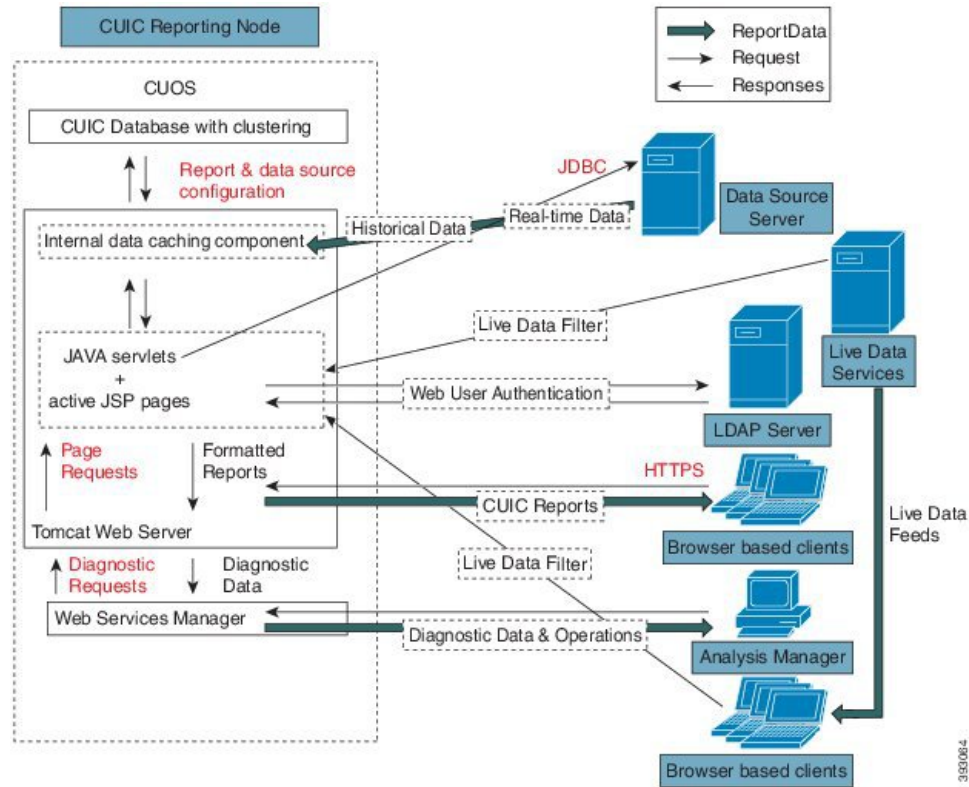 CUIC Reporting Node
ReportData
Request
Responses
CUOS
CUIC Database with clustering
Report & data source
configuration
JDBC
Data Source
Server
Real-time Data
Historical Data
Internal data caching component
Live Data Filter
JAVA servlets
+
active JSP pages
Live Data
Services
Web User Authentication
LDAP Server
Page
Requests
Formatted
Reports
HTTPS
CUIC Reports
Tomcat Web Server
Browser based clients
Live Data
Feeds
Diagnostic
Requests
Diagnostic
Data
Live Data Filter
Web Services Manager
Diagnostic Data & Operations
Analysis Manager
Browser based clients
393064